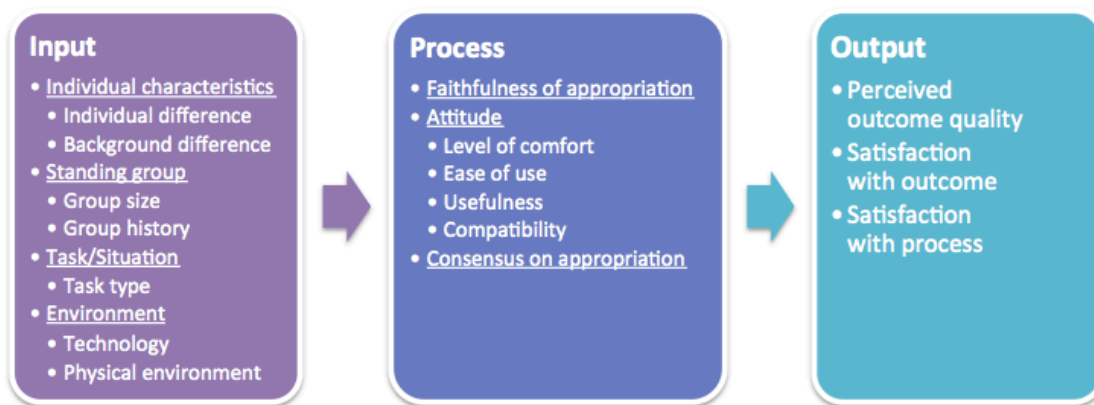 Input
• Individual characteristics
• Individual difference
• Background difference
• Standing group
• Group size
• Group history
• Task/Situation
• Task type
• Environment
• Technology
• Physical environment
Process
• Faithfulness of appropriation
• Attitude
• Level of comfort
• Ease of use
• Usefulness
• Compatibility
• Consensus on appropriation
Output
• Perceived
outcome quality
• Satisfaction
with outcome
• Satisfaction
with process